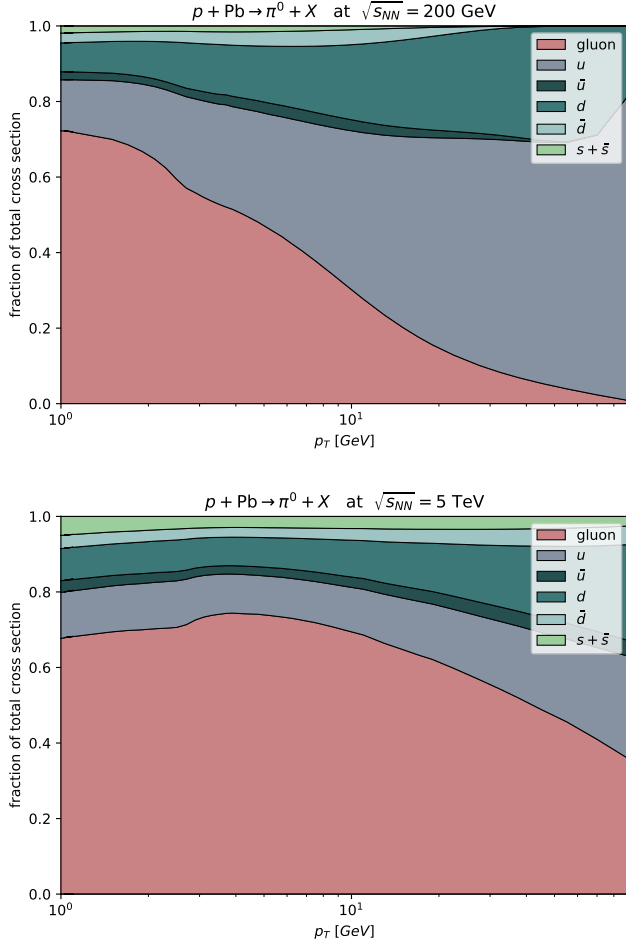 p + Pb → π⁰ + X at √s_NN = 200 GeV
fraction of total cross section
1.0
0.8
0.6
0.4
0.2
0.0
gluon
u
ū
d
d̄
s + s̄
10⁰
10¹
p_T [GeV]
p + Pb → π⁰ + X at √s_NN = 5 TeV
fraction of total cross section
1.0
0.8
0.6
0.4
0.2
0.0
gluon
u
ū
d
d̄
s + s̄
10⁰
10¹
p_T [GeV]